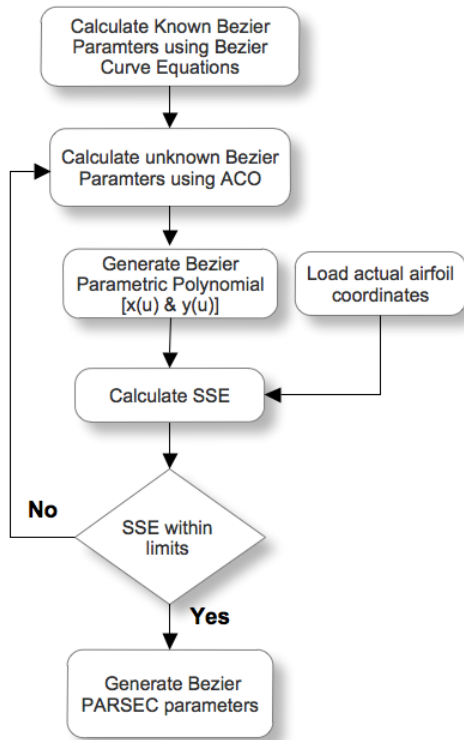 Calculate Known Bezier
Paramters using Bezier
Curve Equations
Calculate unknown Bezier
Paramters using ACO
Generate Bezier
Parametric Polynomial
[x(u) & y(u)]
Load actual airfoil
coordinates
Calculate SSE
No
SSE within
limits
Yes
Generate Bezier
PARSEC parameters